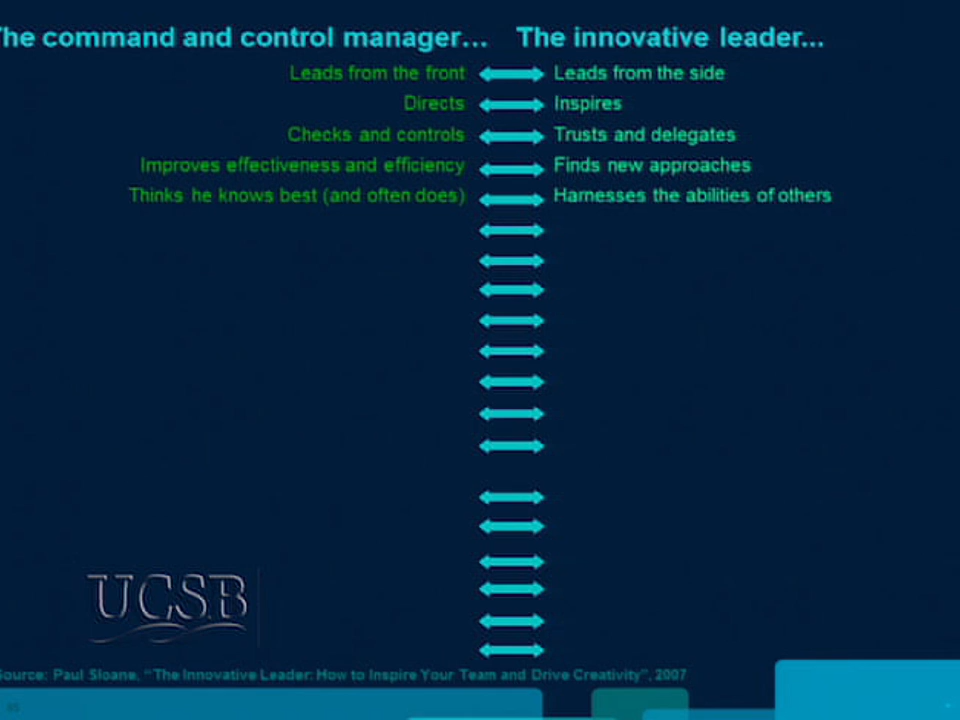 The command and control manager... The innovative leader...
Leads from the front Leads from the side
Directs Inspires
Checks and controls Trusts and delegates
Improves effectiveness and efficiency Finds new approaches
Thinks he knows best (and often does) Harnesses the abilities of others
UCSB
Source: Paul Sloane, "The Innovative Leader: How to Inspire Your Team and Drive Creativity", 2007